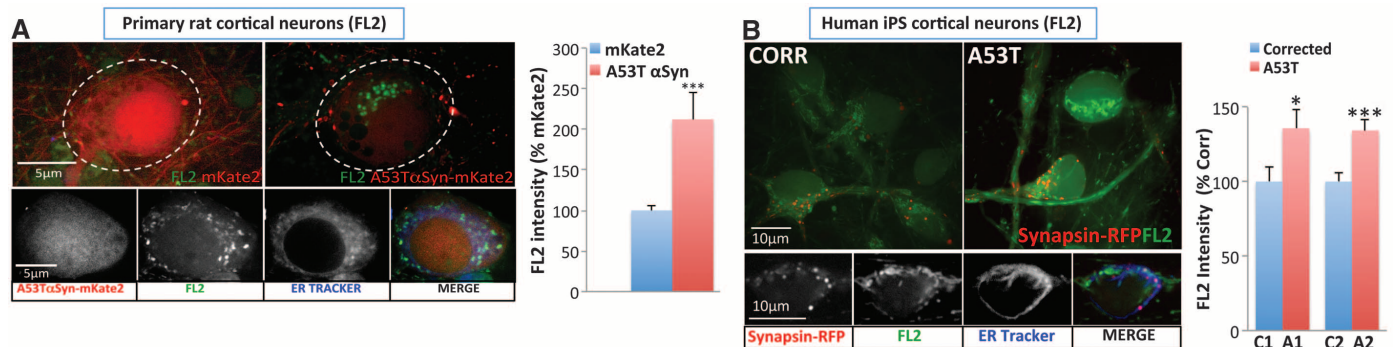 A
Primary rat cortical neurons (FL2)
FL2 mKate2
5µm
FL2 A53TαSyn-mKate2
5µm
A53TαSyn-mKate2
FL2
ER TRACKER
MERGE
mKate2
A53T αSyn
***
FL2 intensity (% mKate2)
300
250
200
150
100
50
0
B
Human iPS cortical neurons (FL2)
CORR
A53T
10µm
Synapsin-RFPFL2
10µm
Synapsin-RFP
FL2
ER Tracker
MERGE
Corrected
A53T
*
***
FL2 Intensity (% Corr)
150
100
50
0
C1 A1 C2 A2